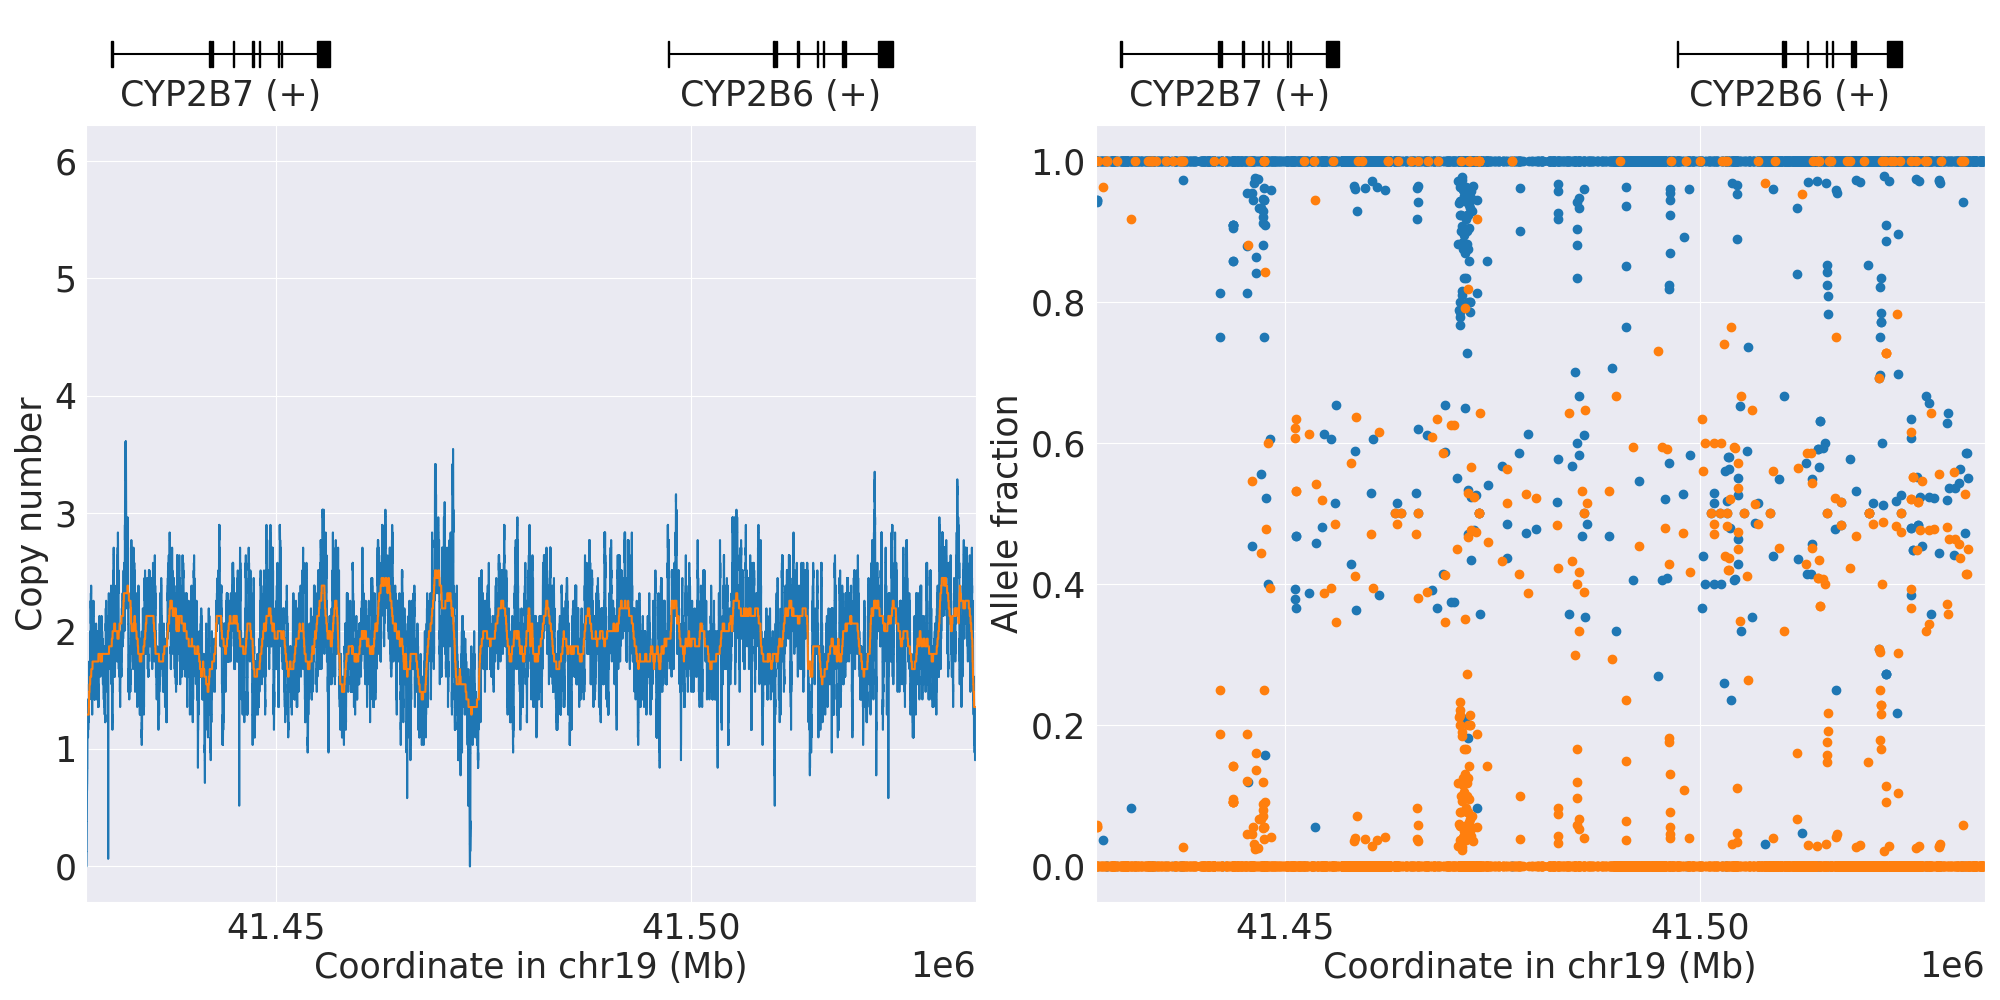 CYP2B7 (+)
CYP2B6 (+)
6
5
4
3
2
1
0
Copy number
41.45
41.50
Coordinate in chr19 (Mb)
1e6
CYP2B7 (+)
CYP2B6 (+)
1.0
0.8
0.6
0.4
0.2
0.0
Allele fraction
41.45
41.50
Coordinate in chr19 (Mb)
1e6